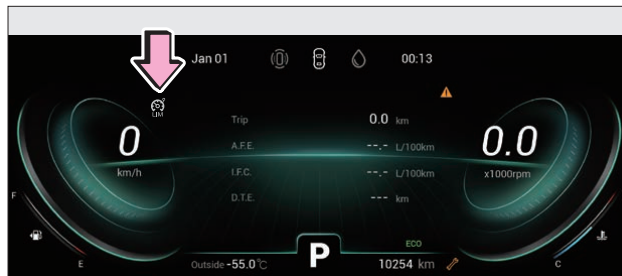 Jan 01 00:13
LIM
Trip 0.0 km
0 0.0
A.F.E. --.- L/100km
km/h x1000rpm
I.F.C. --.- L/100km
D.T.E. --- km
F
P
ECO
E Outside -55.0°C 10254 km C